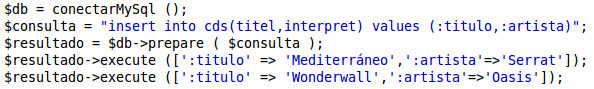 $db = conectarMySql ();
$consulta = "insert into cds(titel,interpret) values (:titulo,:artista)";
$resultado = $db->prepare ( $consulta );
$resultado->execute ([':titulo' => 'Mediterráneo',':artista'=>'Serrat']);
$resultado->execute ([':titulo' => 'Wonderwall',':artista'=>'Oasis']);